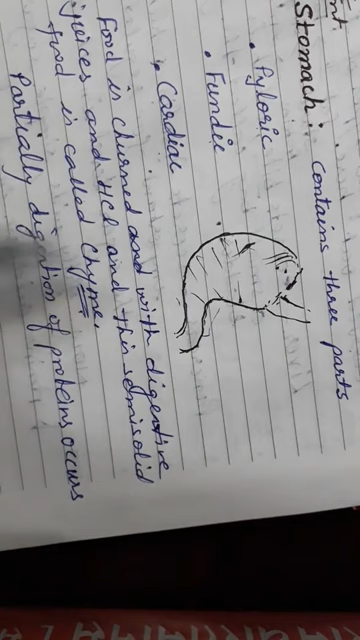 nt.
Stomach: Contains three parts
• Pyloric
• Fundic
• Cardiac
Food is churned and with digestive
juices and HCl and this semisolid
food is called Chyme.
Partially digestion of proteins occurs